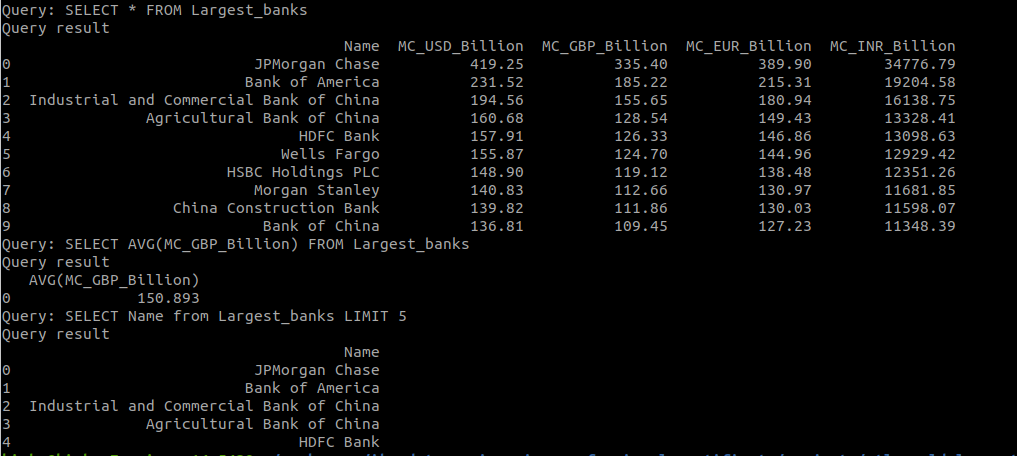 Query: SELECT * FROM Largest_banks
Query result
Name MC_USD_Billion MC_GBP_Billion MC_EUR_Billion MC_INR_Billion
0 JPMorgan Chase 419.25 335.40 389.90 34776.79
1 Bank of America 231.52 185.22 215.31 19204.58
2 Industrial and Commercial Bank of China 194.56 155.65 180.94 16138.75
3 Agricultural Bank of China 160.68 128.54 149.43 13328.41
4 HDFC Bank 157.91 126.33 146.86 13098.63
5 Wells Fargo 155.87 124.70 144.96 12929.42
6 HSBC Holdings PLC 148.90 119.12 138.48 12351.26
7 Morgan Stanley 140.83 112.66 130.97 11681.85
8 China Construction Bank 139.82 111.86 130.03 11598.07
9 Bank of China 136.81 109.45 127.23 11348.39
Query: SELECT AVG(MC_GBP_Billion) FROM Largest_banks
Query result
AVG(MC_GBP_Billion)
0 150.893
Query: SELECT Name from Largest_banks LIMIT 5
Query result
Name
0 JPMorgan Chase
1 Bank of America
2 Industrial and Commercial Bank of China
3 Agricultural Bank of China
4 HDFC Bank